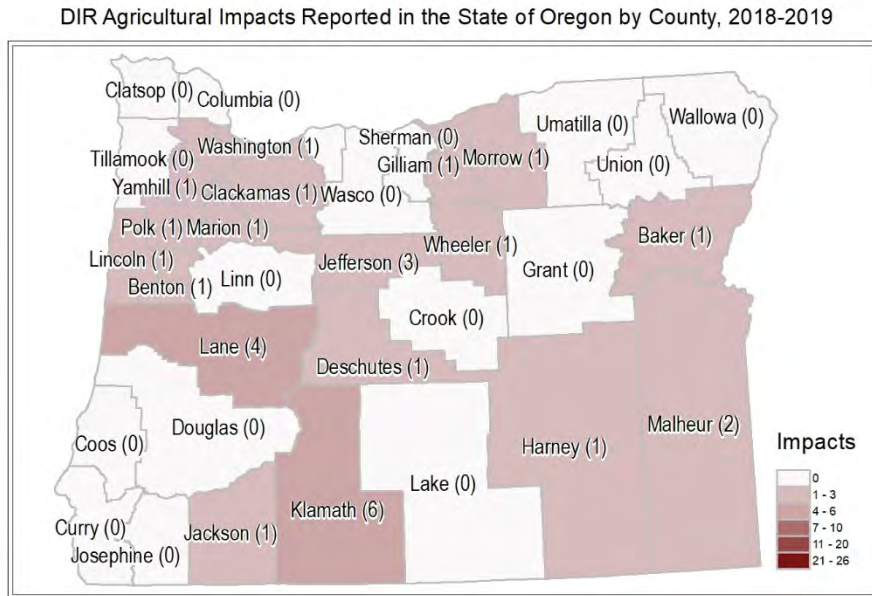 DIR Agricultural Impacts Reported in the State of Oregon by County, 2018-2019
Clatsop (0)
Columbia (0)
Tillamook (0)
Washington (1)
Yamhill (1)
Clackamas (1)
Sherman (0)
Gilliam (1)
Wasco (0)
Morrow (1)
Umatilla (0)
Union (0)
Wallowa (0)
Polk (1)
Marion (1)
Lincoln (1)
Benton (1)
Linn (0)
Jefferson (3)
Wheeler (1)
Grant (0)
Baker (1)
Crook (0)
Lane (4)
Deschutes (1)
Coos (0)
Douglas (0)
Harney (1)
Malheur (2)
Curry (0)
Josephine (0)
Jackson (1)
Klamath (6)
Lake (0)
Impacts
0
1 - 3
4 - 6
7 - 10
11 - 20
21 - 26